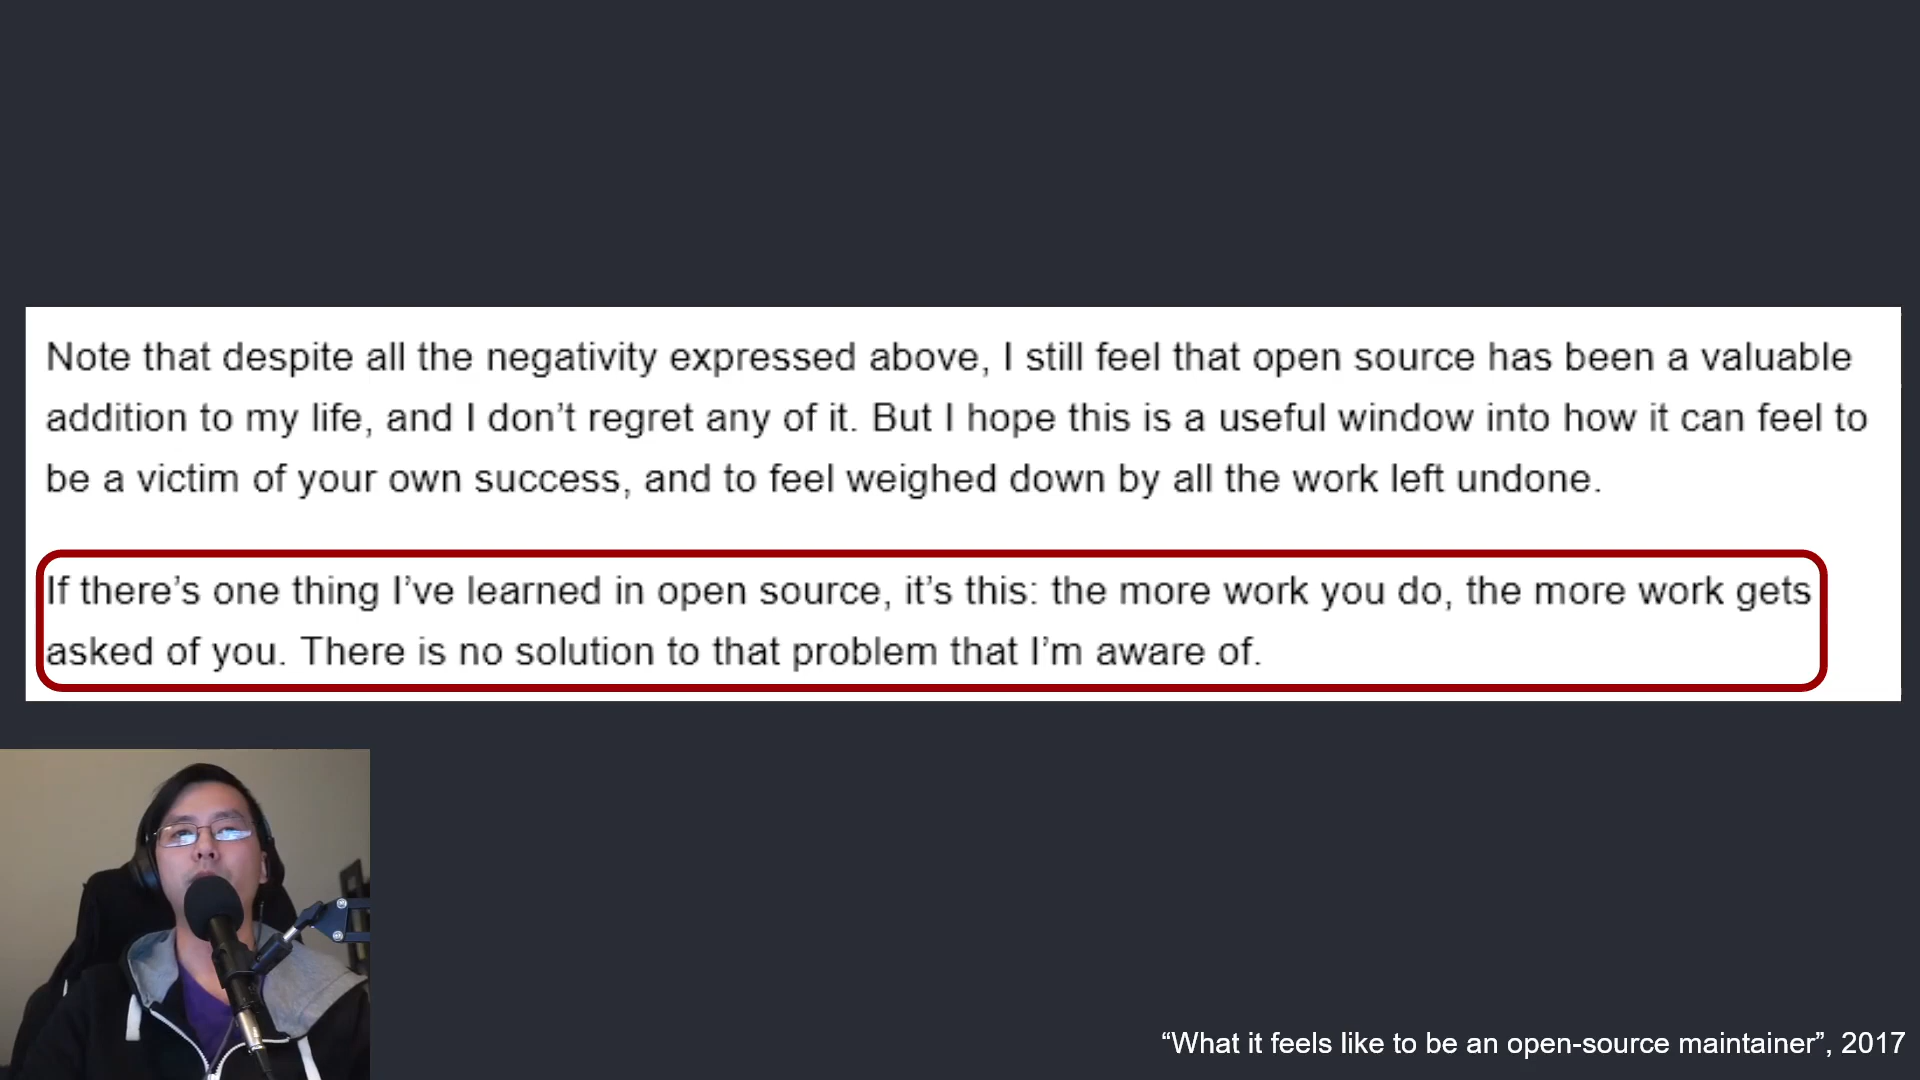 Note that despite all the negativity expressed above, I still feel that open source has been a valuable
addition to my life, and I don’t regret any of it. But I hope this is a useful window into how it can feel to
be a victim of your own success, and to feel weighed down by all the work left undone.
If there’s one thing I’ve learned in open source, it’s this: the more work you do, the more work gets
asked of you. There is no solution to that problem that I’m aware of.
“What it feels like to be an open-source maintainer”, 2017